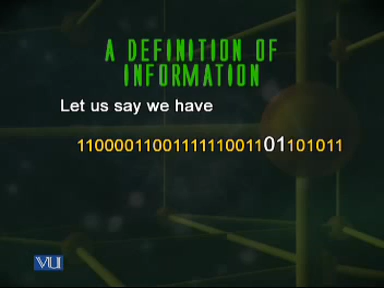 A DEFINITION OF
INFORMATION
Let us say we have
1100001100111111001101101011
VU